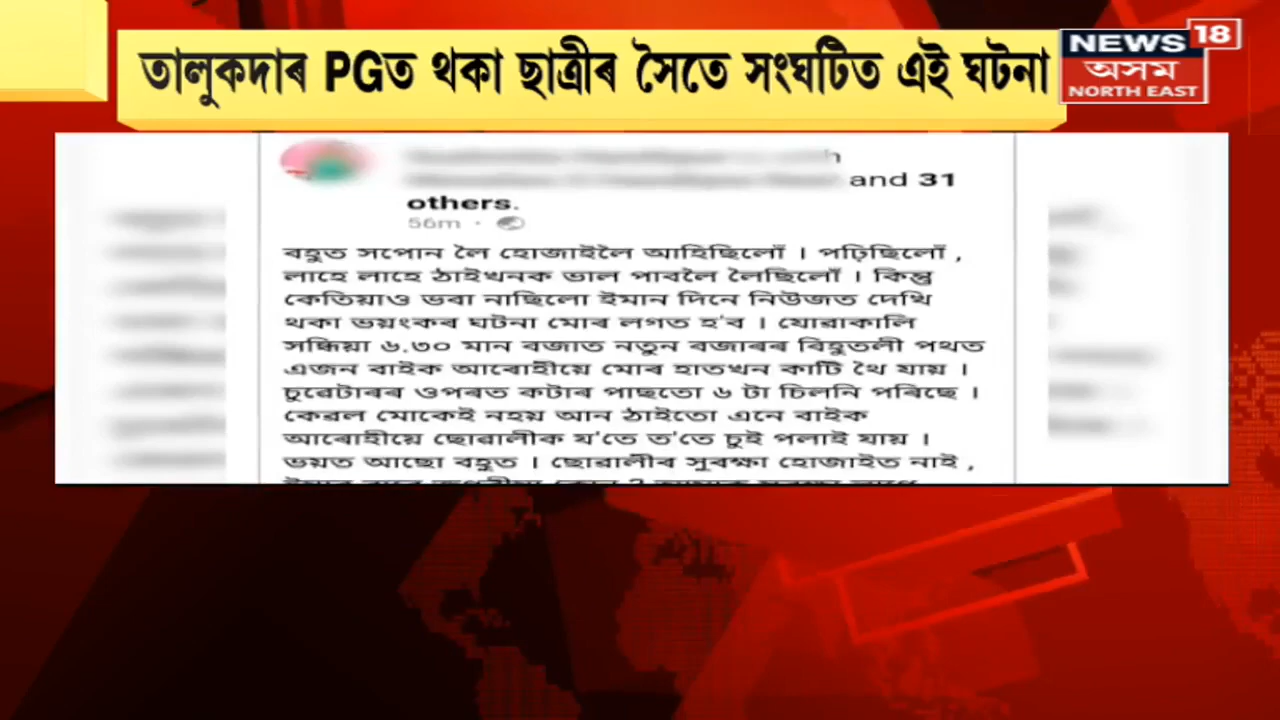 তালুকদাৰ PGত থকা ছাত্ৰীৰ সৈতে সংঘটিত এই ঘটনা
NEWS 18
অসম
NORTH EAST
and 31
others.
56m ·
বহুত সপোন লৈ হোজাইলৈ আহিছিলোঁ । পঢ়িছিলোঁ ,
লাহে লাহে ঠাইখনক ভাল পাবলৈ লৈছিলোঁ । কিন্তু
কেতিয়াও ভবা নাছিলো ইমান দিনে নিউজত দেখি
থকা ভয়ংকৰ ঘটনা মোৰ লগত হ'ব । যোৱাকালি
সন্ধিয়া ৬.৩০ মান বজাত নতুন বজাৰৰ বিহুতলী পথত
এজন বাইক আৰোহীয়ে মোৰ হাতখন কাটি থৈ যায় ।
চুৱেটাৰৰ ওপৰত কটাৰ পাছতো ৬ টা চিলনি পৰিছে ।
কেৱল মোকেই নহয় আন ঠাইতো এনে বাইক
আৰোহীয়ে ছোৱালীক য'তে ত'তে চুই পলাই যায় ।
ভয়ত আছো বহুত । ছোৱালীৰ সুৰক্ষা হোজাইত নাই ,